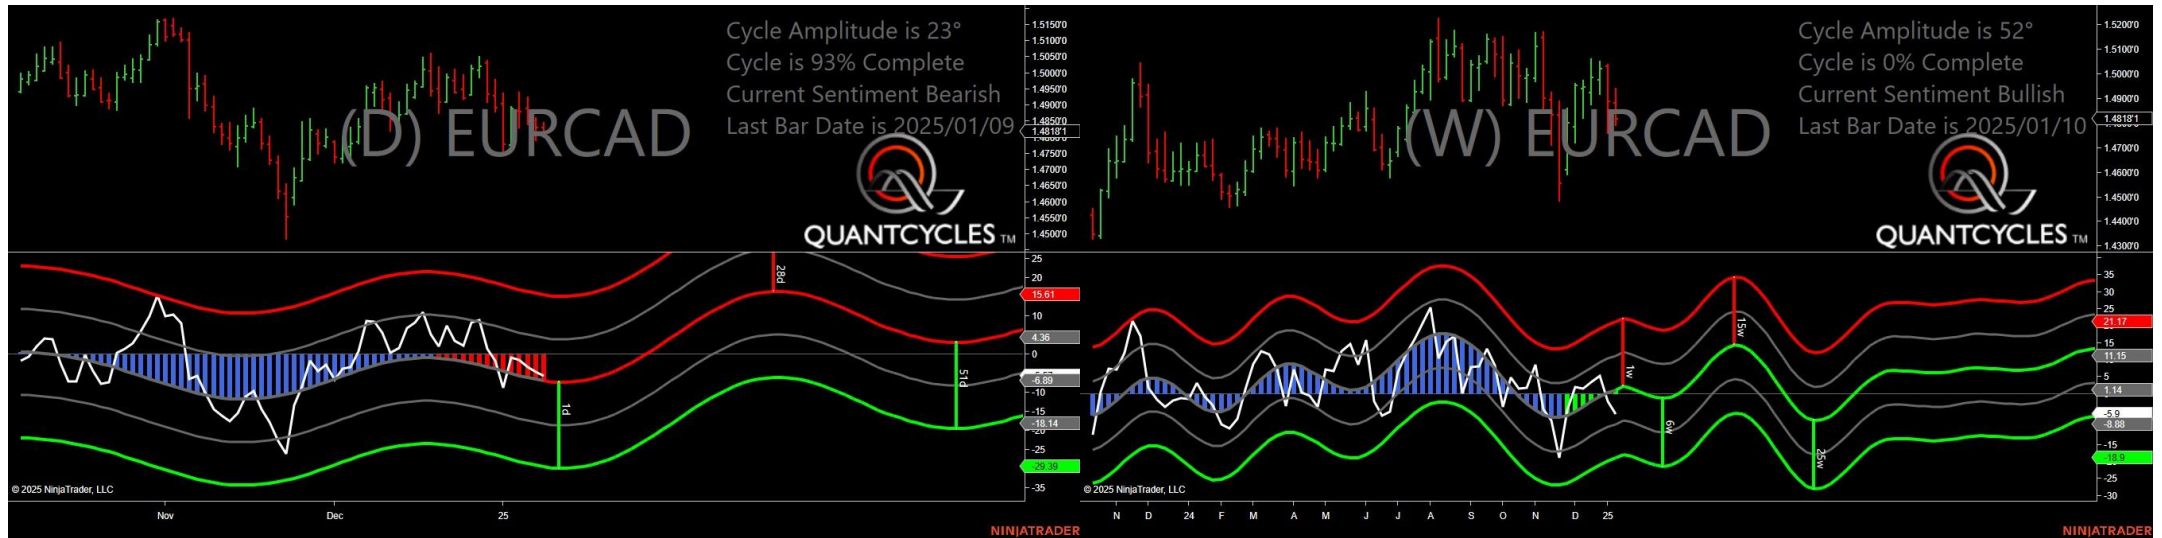 Cycle Amplitude is 23°
Cycle is 93% Complete
Current Sentiment Bearish
Last Bar Date is 2025/01/09
(D) EURCAD
QUANTCYCLES TM
1.5150'0
1.5100'0
1.5050'0
1.5000'0
1.4950'0
1.4900'0
1.4850'0
1.4818'1
1.4750'0
1.4700'0
1.4650'0
1.4600'0
1.4550'0
1.4500'0
28d
1d
51d
25
20
15.61
10
4.36
0
-6.89
-10
-15
-18.14
-25
-29.39
-35
© 2025 NinjaTrader, LLC
Nov
Dec
25
NINJATRADER
Cycle Amplitude is 52°
Cycle is 0% Complete
Current Sentiment Bullish
Last Bar Date is 2025/01/10
(W) EURCAD
QUANTCYCLES TM
1.5200'0
1.5100'0
1.5000'0
1.4900'0
1.4818'1
1.4700'0
1.4600'0
1.4500'0
1.4400'0
1.4300'0
1w
6w
15w
25w
35
30
25
21.17
15
11.15
5
1.14
-5.9
-8.88
-15
-18.9
-25
-30
© 2025 NinjaTrader, LLC
N D 24 F M A M J J A S O N D 25
NINJATRADER